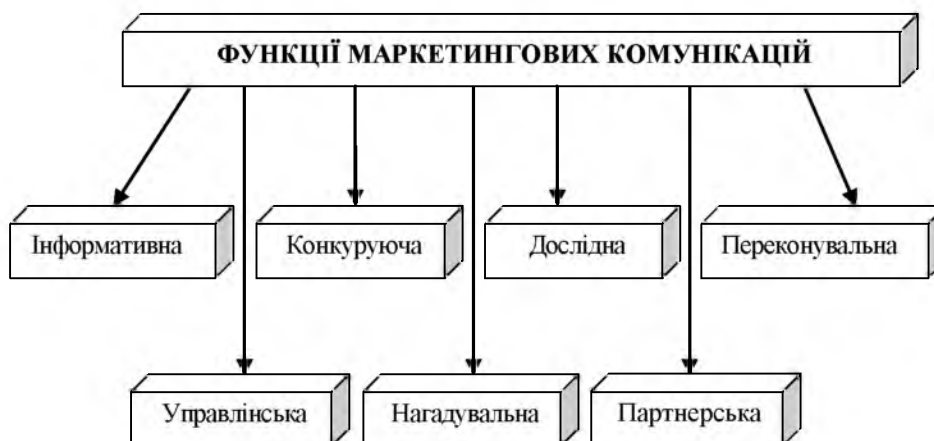 ФУНКЦІЇ МАРКЕТИНГОВИХ КОМУНІКАЦІЙ
Інформативна
Конкуруюча
Дослідна
Переконувальна
Управлінська
Нагадувальна
Партнерська